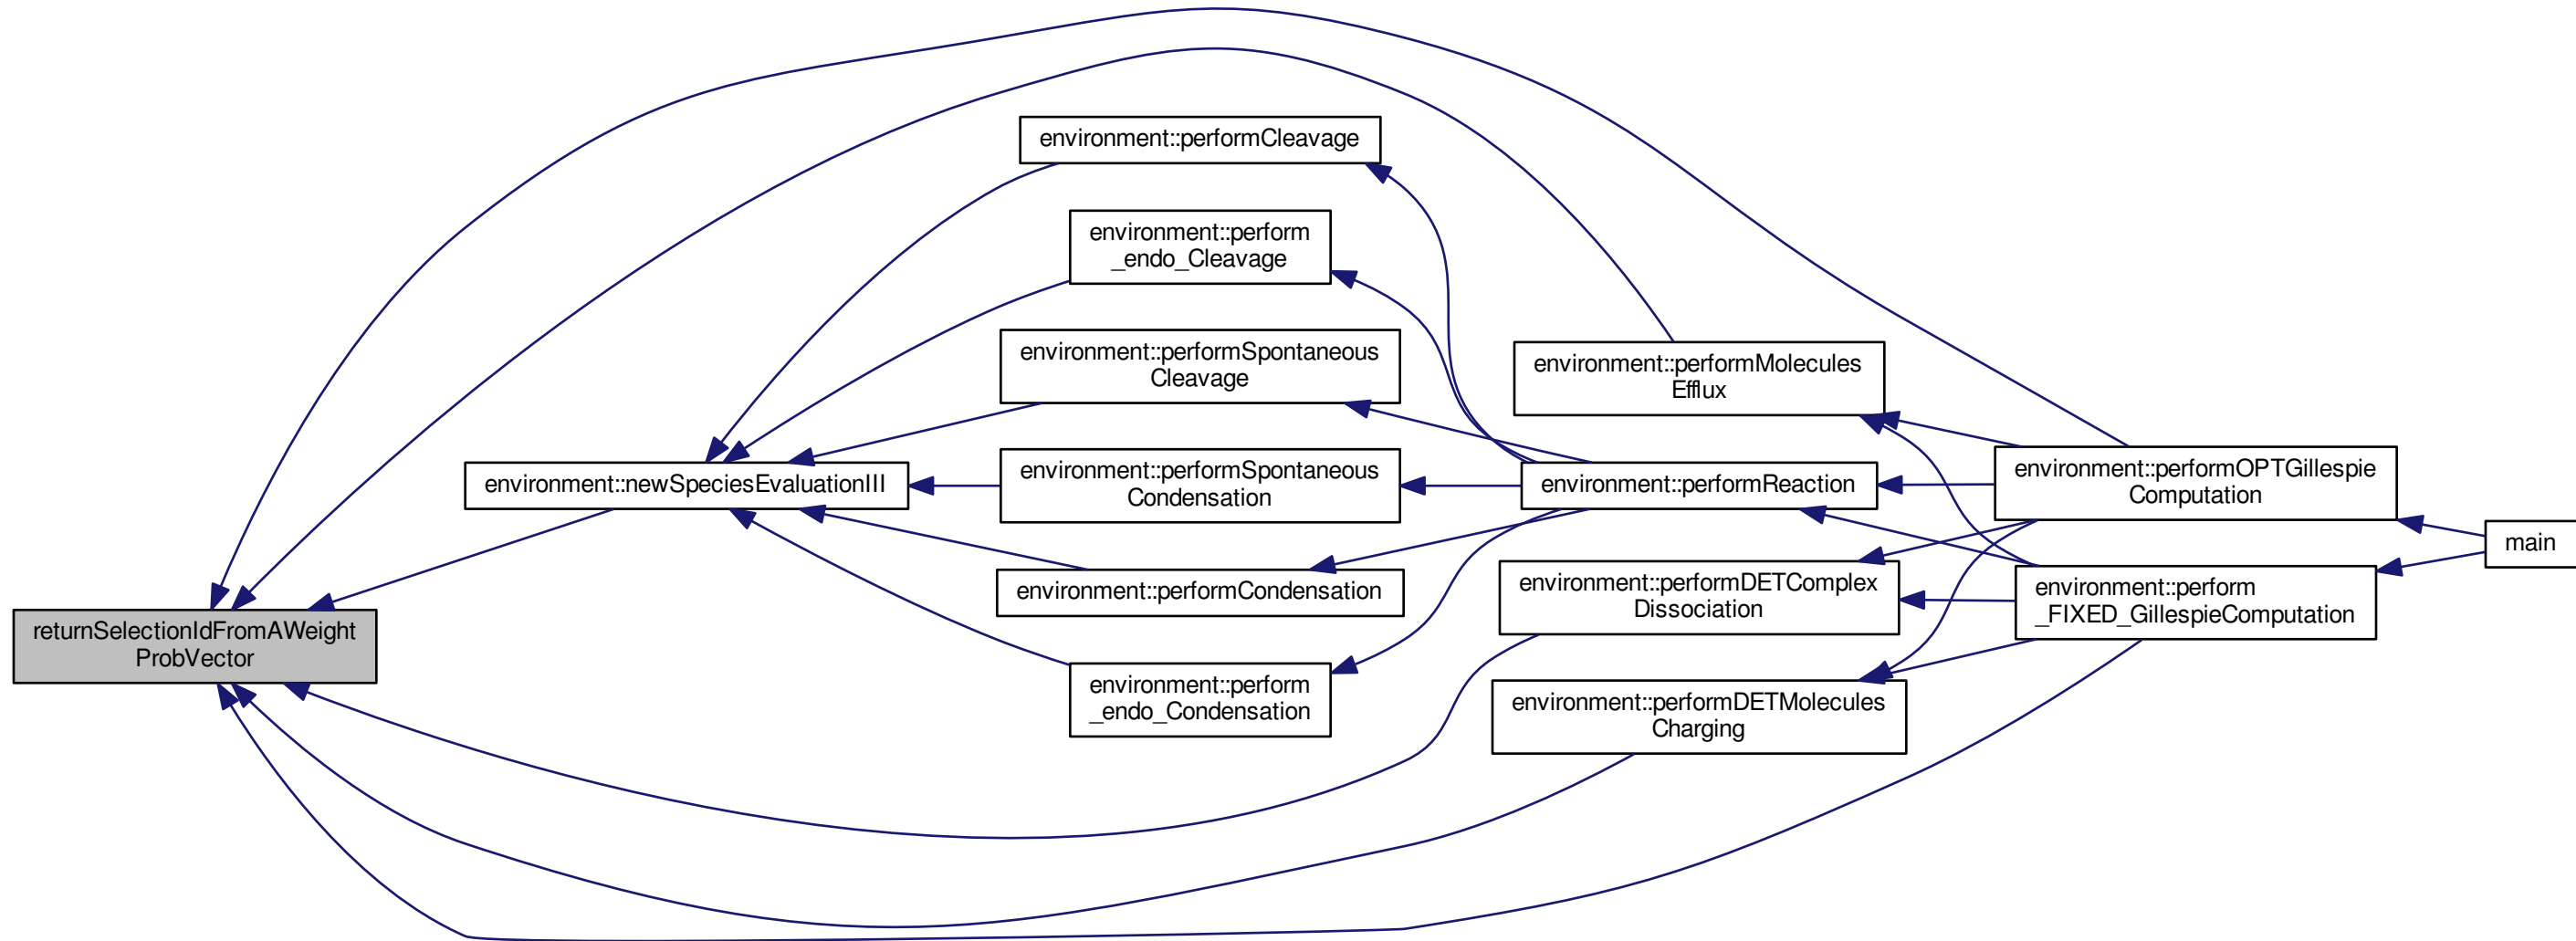 environment::performCleavage
environment::perform
_endo_Cleavage
environment::performSpontaneous
Cleavage
environment::performMolecules
Efflux
environment::newSpeciesEvaluationIII
environment::performSpontaneous
Condensation
environment::performReaction
environment::performOPTGillespie
Computation
main
environment::performCondensation
environment::performDETComplex
Dissociation
environment::perform
_FIXED_GillespieComputation
returnSelectionIdFromAWeight
ProbVector
environment::perform
_endo_Condensation
environment::performDETMolecules
Charging